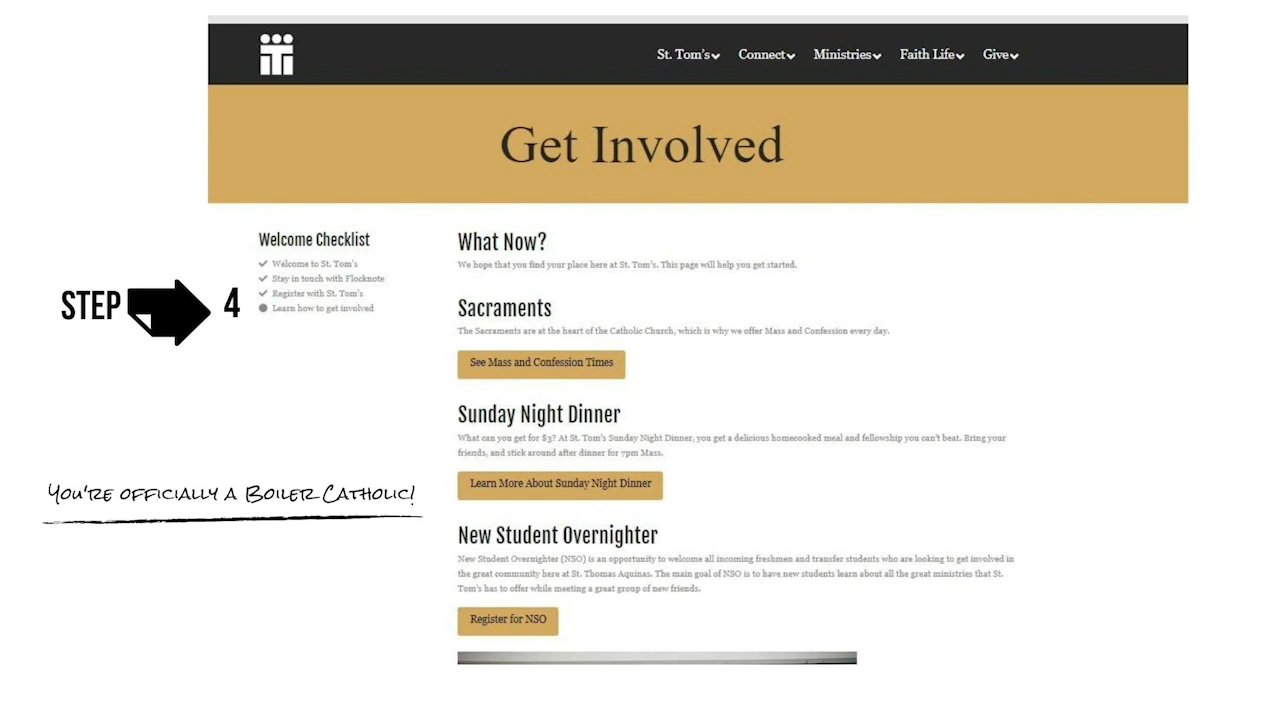 St. Tom's Connect Ministries Faith Life Give
Get Involved
Welcome Checklist
Welcome to St. Tom's
Stay in touch with Flocknote
Register with St. Tom's
Learn how to get involved
STEP 4
You're officially a Boiler Catholic!
What Now?
We hope that you find your place here at St. Tom's. This page will help you get started.
Sacraments
The Sacraments are at the heart of the Catholic Church, which is why we offer Mass and Confession every day.
See Mass and Confession Times
Sunday Night Dinner
What can you get for $3? At St. Tom's Sunday Night Dinner, you get a delicious homecooked meal and fellowship you can't beat. Bring your
friends, and stick around after dinner for 7pm Mass.
Learn More About Sunday Night Dinner
New Student Overnighter
New Student Overnighter (NSO) is an opportunity to welcome all incoming freshmen and transfer students who are looking to get involved in
the great community here at St. Thomas Aquinas. The main goal of NSO is to have new students learn about all the great ministries that St.
Tom's has to offer while meeting a great group of new friends.
Register for NSO